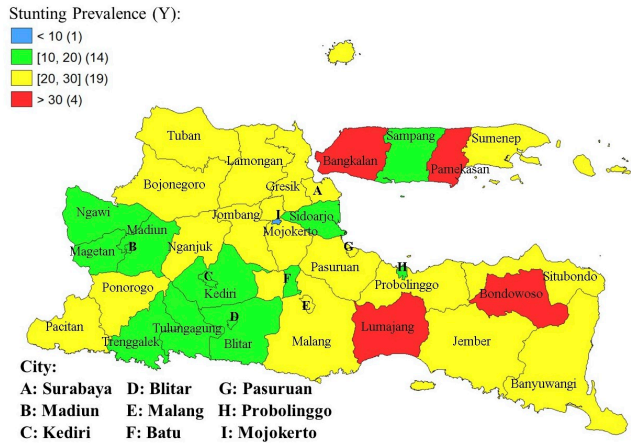 Stunting Prevalence (Y):
< 10 (1)
[10, 20) (14)
[20, 30] (19)
> 30 (4)
Tuban
Lamongan
Bangkalan
Sampang
Pamekasan
Sumenep
Bojonegoro
Gresik
A
Ngawi
Jombang
I
Sidoarjo
Madiun
Mojokerto
Magetan
B
Nganjuk
G
Pasuruan
H
Ponorogo
C
Kediri
F
Probolinggo
Situbondo
Bondowoso
E
D
Pacitan
Trenggalek
Tulungagung
Blitar
Malang
Lumajang
Jember
Banyuwangi
City:
A: Surabaya D: Blitar G: Pasuruan
B: Madiun E: Malang H: Probolinggo
C: Kediri F: Batu I: Mojokerto